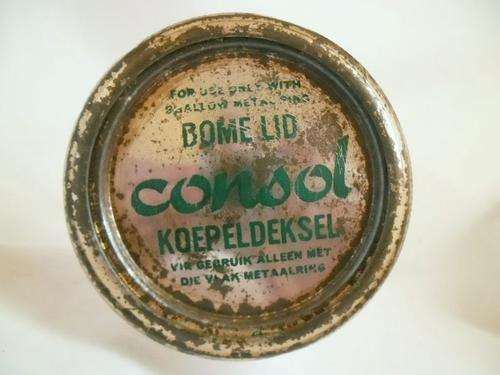 FOR USE ONLY WITH
SHALLOW METAL RING
DOME LID
consol
KOEPELDEKSEL
VIR GEBRUIK ALLEEN MET
DIE VLAK METAALRING